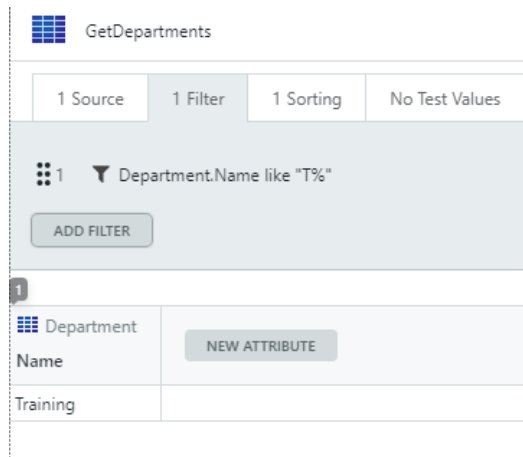 GetDepartments
1 Source 1 Filter 1 Sorting No Test Values
1 Department.Name like "T%"
ADD FILTER
1
Department
NEW ATTRIBUTE
Name
Training